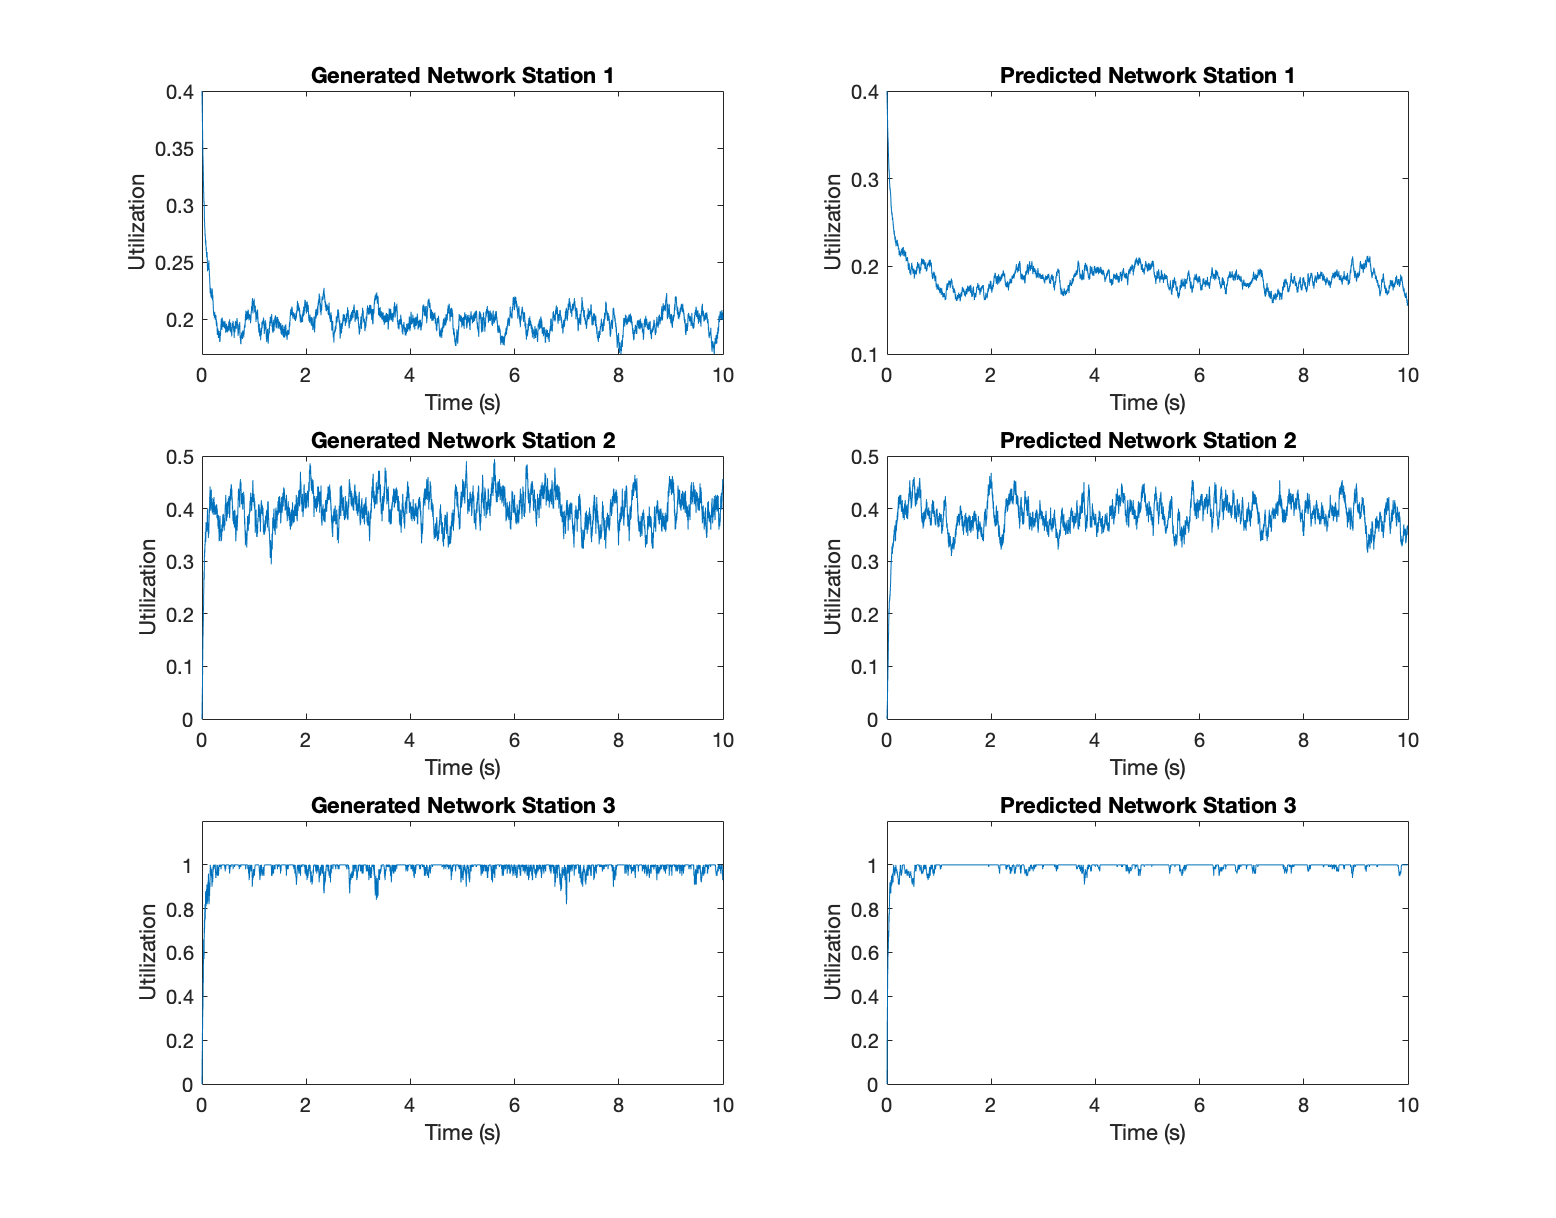 Generated Network Station 1
Utilization
0.4
0.35
0.3
0.25
0.2
0 2 4 6 8 10
Time (s)
Predicted Network Station 1
Utilization
0.4
0.3
0.2
0.1
0 2 4 6 8 10
Time (s)
Generated Network Station 2
Utilization
0.5
0.4
0.3
0.2
0.1
0
0 2 4 6 8 10
Time (s)
Predicted Network Station 2
Utilization
0.5
0.4
0.3
0.2
0.1
0
0 2 4 6 8 10
Time (s)
Generated Network Station 3
Utilization
1
0.8
0.6
0.4
0.2
0
0 2 4 6 8 10
Time (s)
Predicted Network Station 3
Utilization
1
0.8
0.6
0.4
0.2
0
0 2 4 6 8 10
Time (s)